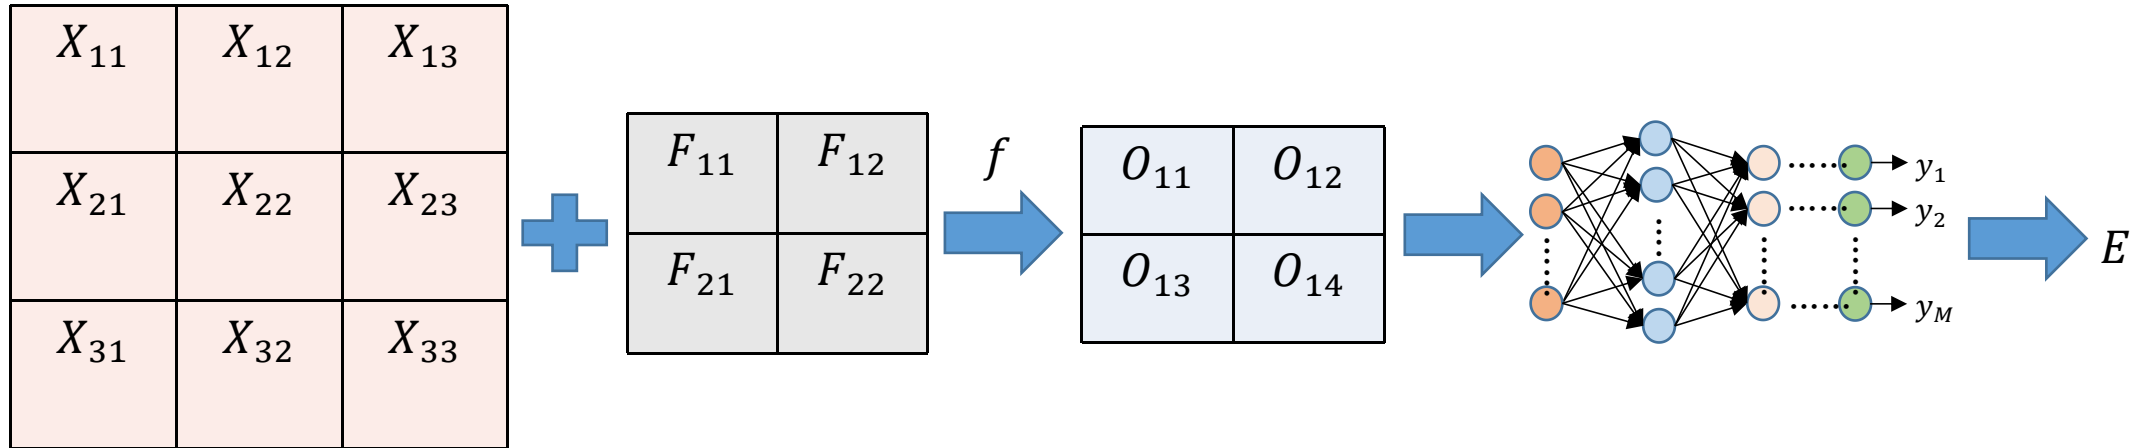 X11 X12 X13
X21 X22 X23
X31 X32 X33
F11 F12
F21 F22
f
O11 O12
O13 O14
y1
y2
yM
E